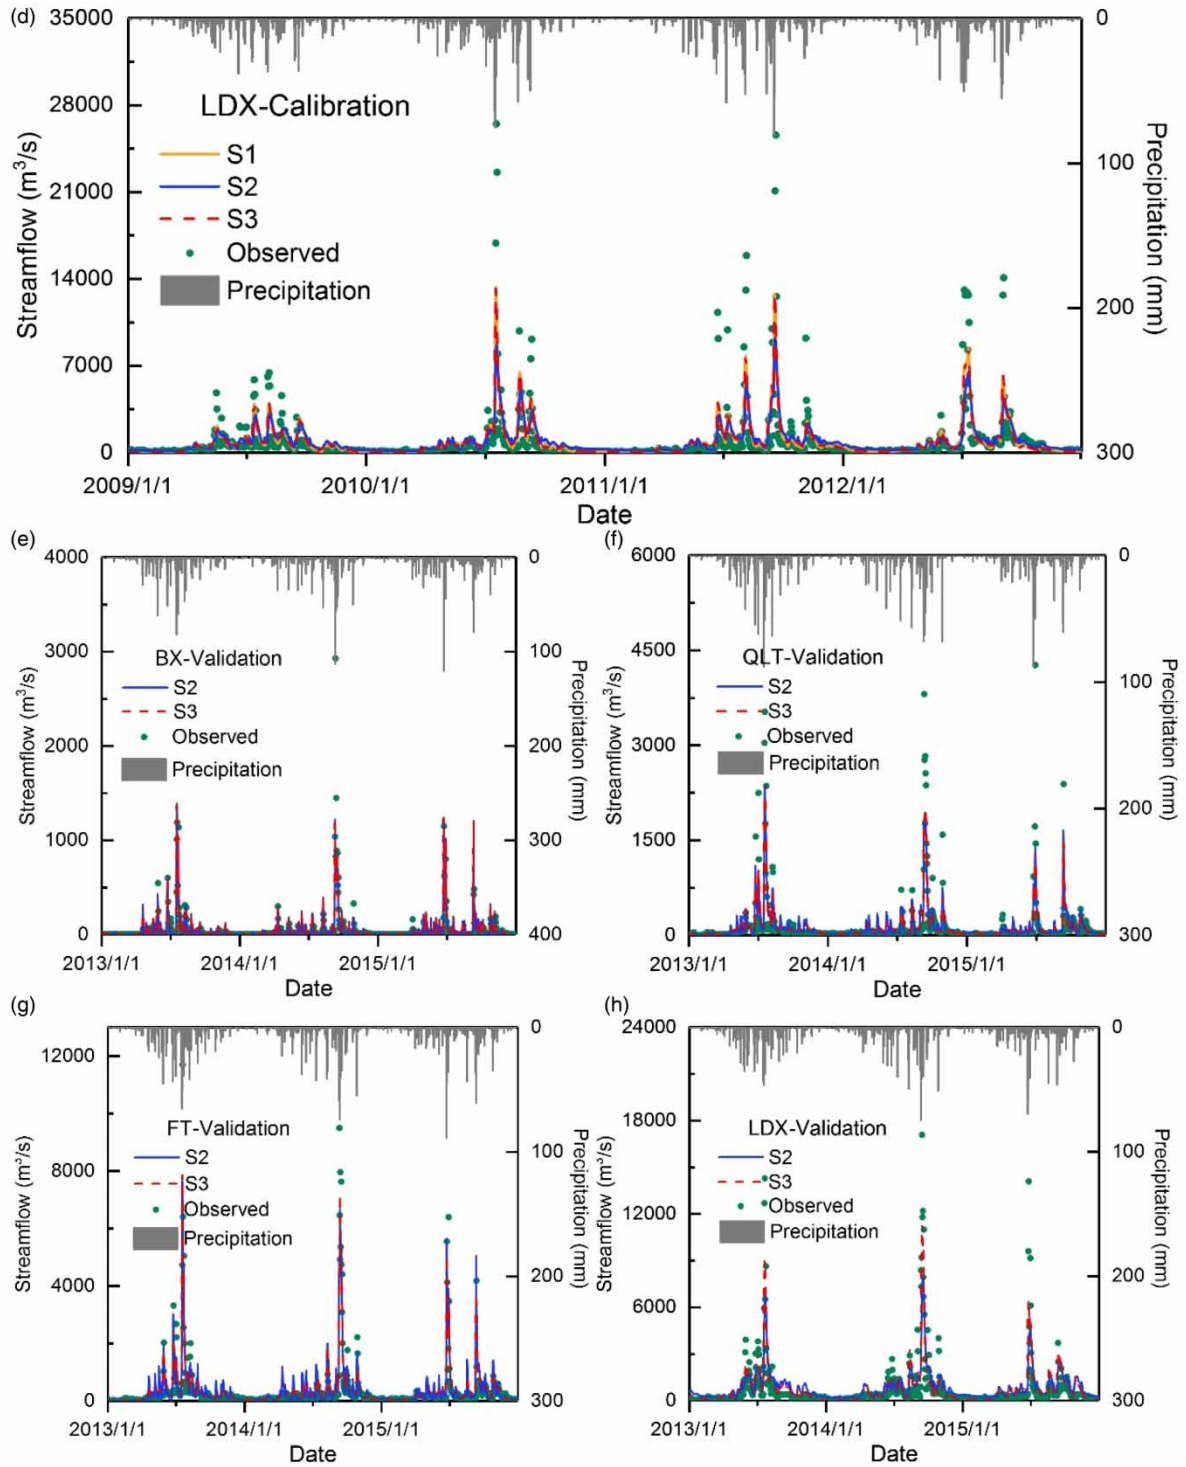 (d)
35000
28000
21000
14000
7000
0
Streamflow (m³/s)
LDX-Calibration
S1
S2
S3
Observed
Precipitation
0
100
200
300
Precipitation (mm)
2009/1/1
2010/1/1
2011/1/1
2012/1/1
Date
(e)
4000
3000
2000
1000
0
Streamflow (m³/s)
BX-Validation
S2
S3
Observed
Precipitation
0
100
200
300
400
Precipitation (mm)
2013/1/1
2014/1/1
2015/1/1
Date
(f)
6000
4500
3000
1500
0
Streamflow (m³/s)
QLT-Validation
S2
S3
Observed
Precipitation
0
100
200
300
Precipitation (mm)
2013/1/1
2014/1/1
2015/1/1
Date
(g)
12000
8000
4000
0
Streamflow (m³/s)
FT-Validation
S2
S3
Observed
Precipitation
0
100
200
300
Precipitation (mm)
2013/1/1
2014/1/1
2015/1/1
Date
(h)
24000
18000
12000
6000
0
Streamflow (m³/s)
LDX-Validation
S2
S3
Observed
Precipitation
0
100
200
300
Precipitation (mm)
2013/1/1
2014/1/1
2015/1/1
Date